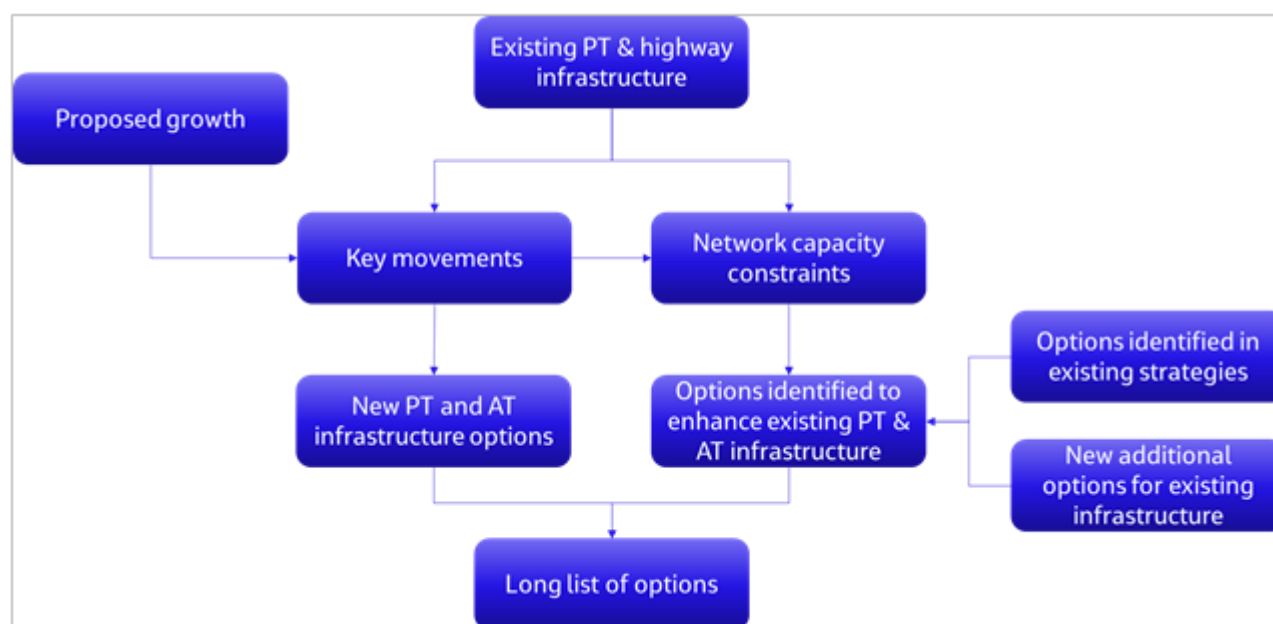 Existing PT & highway
infrastructure
Proposed growth
Key movements
Network capacity
constraints
Options identified in
existing strategies
New PT and AT
infrastructure options
Options identified to
enhance existing PT &
AT infrastructure
New additional
options for existing
infrastructure
Long list of options